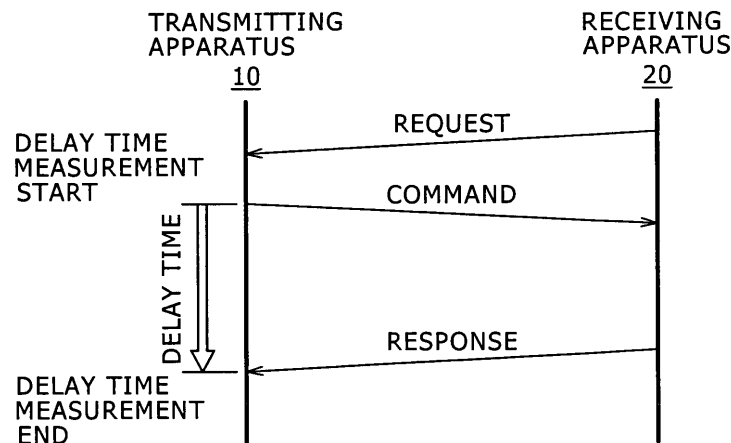 TRANSMITTING
APPARATUS
10
RECEIVING
APPARATUS
20
REQUEST
DELAY TIME
MEASUREMENT
START
COMMAND
DELAY TIME
RESPONSE
DELAY TIME
MEASUREMENT
END